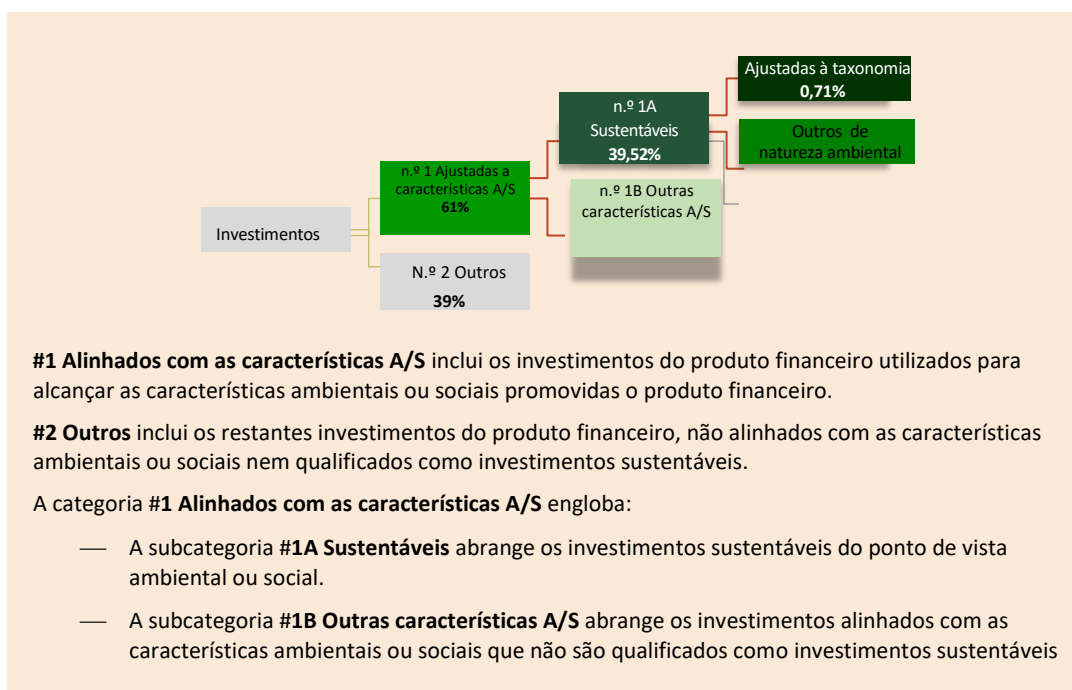 Ajustadas à taxonomia
0,71%
n.º 1A
Sustentáveis
39,52%
Outros de
natureza ambiental
n.º 1 Ajustadas a
características A/S
61%
n.º 1B Outras
características A/S
Investimentos
N.º 2 Outros
39%
#1 Alinhados com as características A/S inclui os investimentos do produto financeiro utilizados para
alcançar as características ambientais ou sociais promovidas o produto financeiro.
#2 Outros inclui os restantes investimentos do produto financeiro, não alinhados com as características
ambientais ou sociais nem qualificados como investimentos sustentáveis.
A categoria #1 Alinhados com as características A/S engloba:
— A subcategoria #1A Sustentáveis abrange os investimentos sustentáveis do ponto de vista
ambiental ou social.
— A subcategoria #1B Outras características A/S abrange os investimentos alinhados com as
características ambientais ou sociais que não são qualificados como investimentos sustentáveis